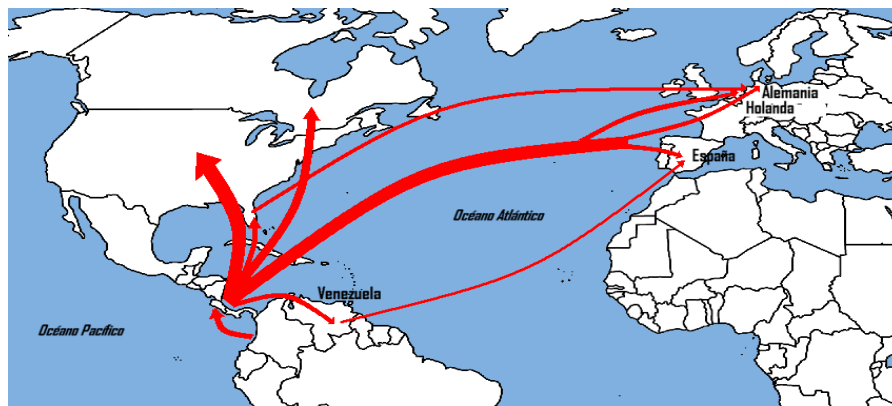 Alemania
Holanda
España
Océano Atlántico
Venezuela
Océano Pacífico